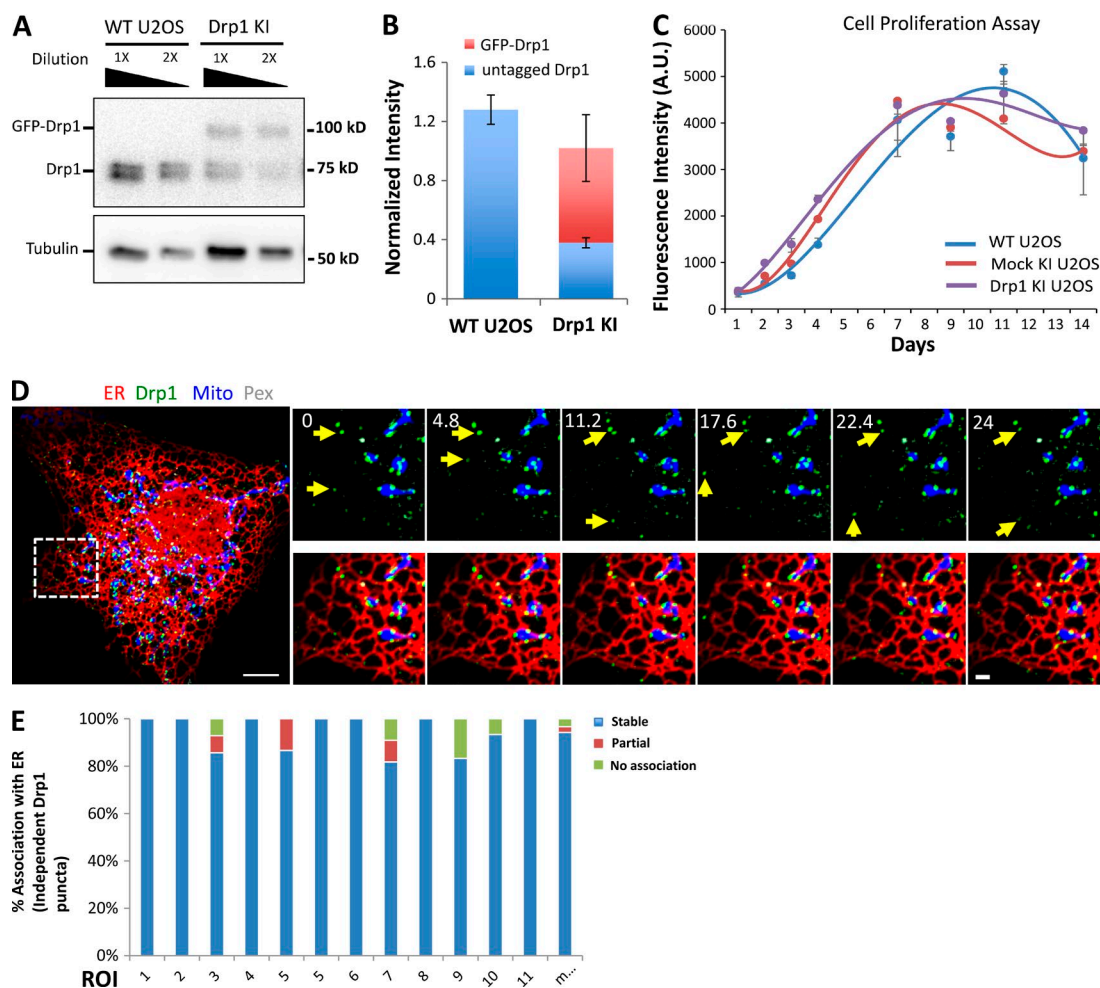 A
WT U2OS Drp1 KI
Dilution 1X 2X 1X 2X
GFP-Drp1
100 kD
Drp1
75 kD
Tubulin
50 kD
B
GFP-Drp1
untagged Drp1
Normalized Intensity
1.6
1.2
0.8
0.4
0
WT U2OS Drp1 KI
C
Cell Proliferation Assay
Fluorescence Intensity (A.U.)
6000
5000
4000
3000
2000
1000
0
WT U2OS
Mock KI U2OS
Drp1 KI U2OS
1 2 3 4 5 6 7 8 9 10 11 12 13 14
Days
D
ER Drp1 Mito Pex
0 4.8 11.2 17.6 22.4 24
E
% Association with ER
(Independent Drp1
puncta)
100%
80%
60%
40%
20%
0%
Stable
Partial
No association
ROI
1 2 3 4 5 5 6 7 8 9 10 11 m...